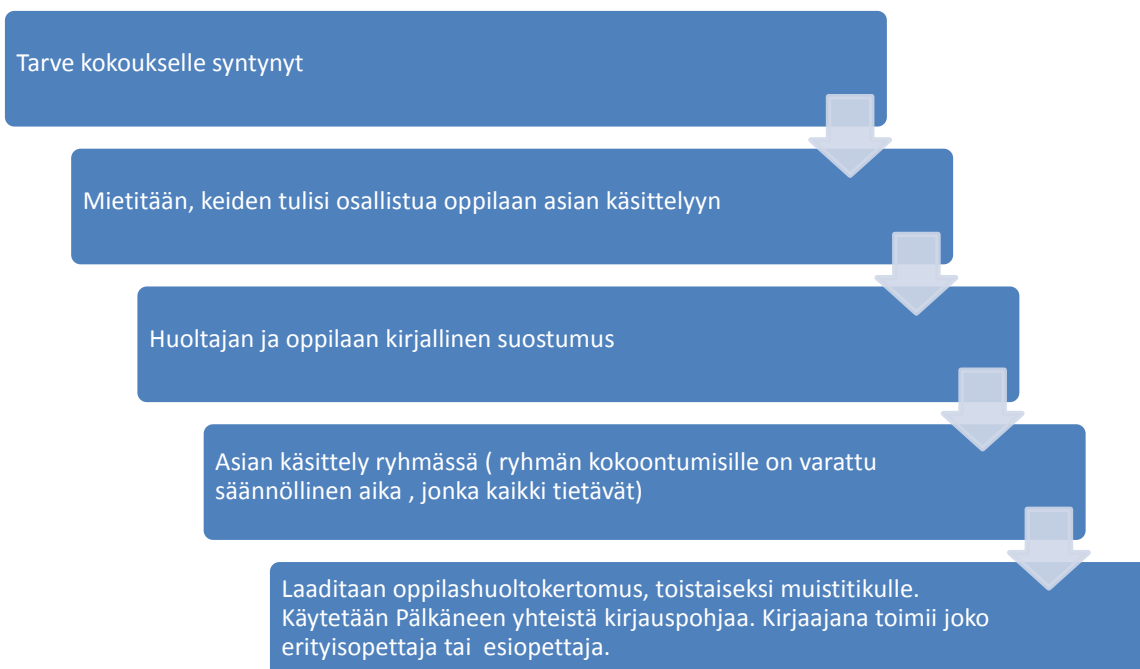 Tarve kokoukselle syntynyt
Mietitään, keiden tulisi osallistua oppilaan asian käsittelyyn
Huoltajan ja oppilaan kirjallinen suostumus
Asian käsittely ryhmässä ( ryhmän kokoontumisille on varattu
säännöllinen aika , jonka kaikki tietävät)
Laaditaan oppilashuoltokertomus, toistaiseksi muistitikulle.
Käytetään Pälkäneen yhteistä kirjauspohjaa. Kirjaajana toimii joko
erityisopettaja tai  esiopettaja.